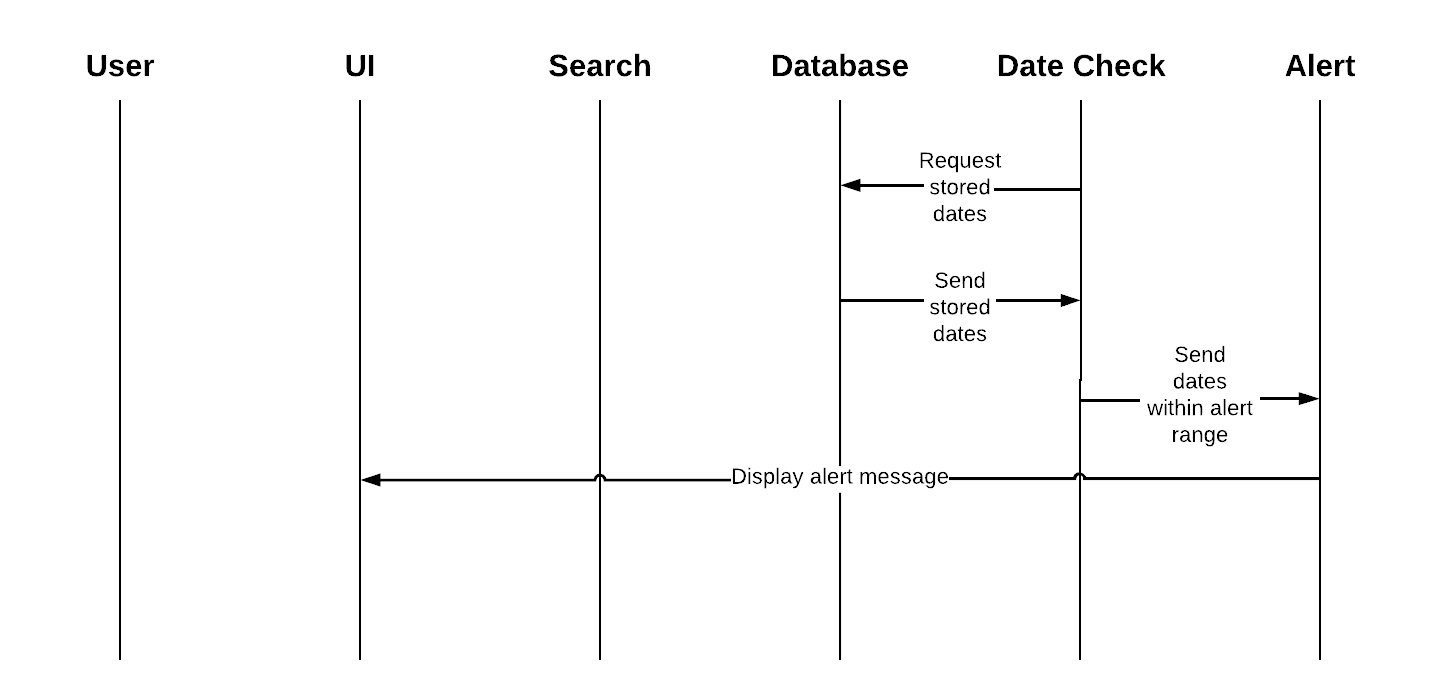 User
UI
Search
Database
Date Check
Alert
Request
stored
dates
Send
stored
dates
Send
dates
within alert
range
Display alert message